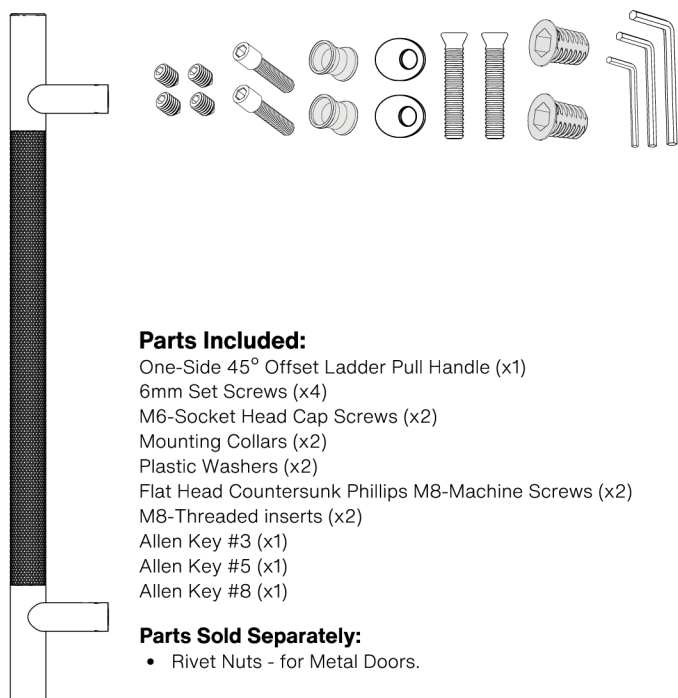 Parts Included:
One-Side 45° Offset Ladder Pull Handle (x1)
6mm Set Screws (x4)
M6-Socket Head Cap Screws (x2)
Mounting Collars (x2)
Plastic Washers (x2)
Flat Head Countersunk Phillips M8-Machine Screws (x2)
M8-Threaded inserts (x2)
Allen Key #3 (x1)
Allen Key #5 (x1)
Allen Key #8 (x1)
Parts Sold Separately:
• Rivet Nuts - for Metal Doors.